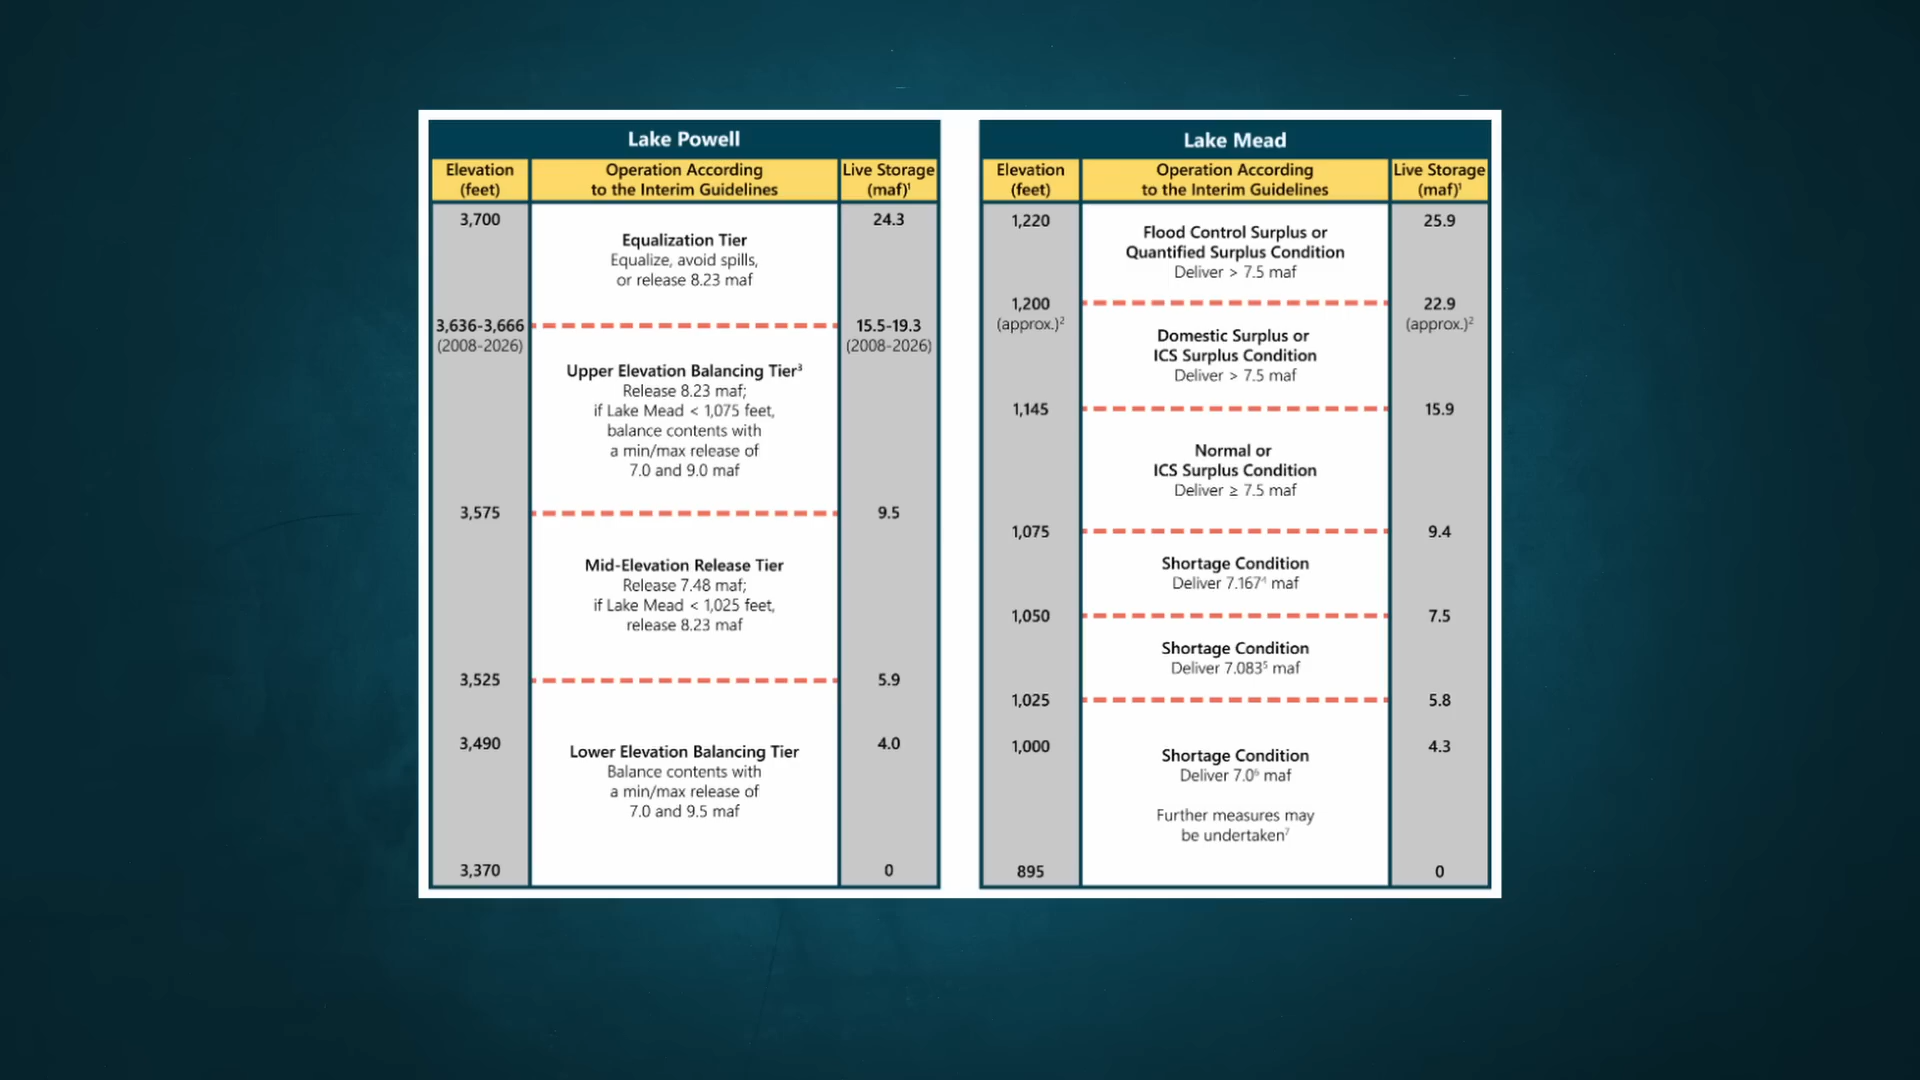 Lake Powell
Elevation
(feet)
Operation According
to the Interim Guidelines
Live Storage
(maf)¹
3,700
Equalization Tier
Equalize, avoid spills,
or release 8.23 maf
24.3
3,636-3,666
(2008-2026)
15.5-19.3
(2008-2026)
Upper Elevation Balancing Tier³
Release 8.23 maf;
if Lake Mead < 1,075 feet,
balance contents with
a min/max release of
7.0 and 9.0 maf
3,575
9.5
Mid-Elevation Release Tier
Release 7.48 maf;
if Lake Mead < 1,025 feet,
release 8.23 maf
3,525
5.9
3,490
4.0
Lower Elevation Balancing Tier
Balance contents with
a min/max release of
7.0 and 9.5 maf
3,370
0
Lake Mead
Elevation
(feet)
Operation According
to the Interim Guidelines
Live Storage
(maf)¹
1,220
Flood Control Surplus or
Quantified Surplus Condition
Deliver > 7.5 maf
25.9
1,200
(approx.)²
22.9
(approx.)²
Domestic Surplus or
ICS Surplus Condition
Deliver > 7.5 maf
1,145
15.9
Normal or
ICS Surplus Condition
Deliver ≥ 7.5 maf
1,075
9.4
Shortage Condition
Deliver 7.167⁴ maf
1,050
7.5
Shortage Condition
Deliver 7.083⁵ maf
1,025
5.8
1,000
4.3
Shortage Condition
Deliver 7.0⁶ maf
Further measures may
be undertaken⁷
895
0